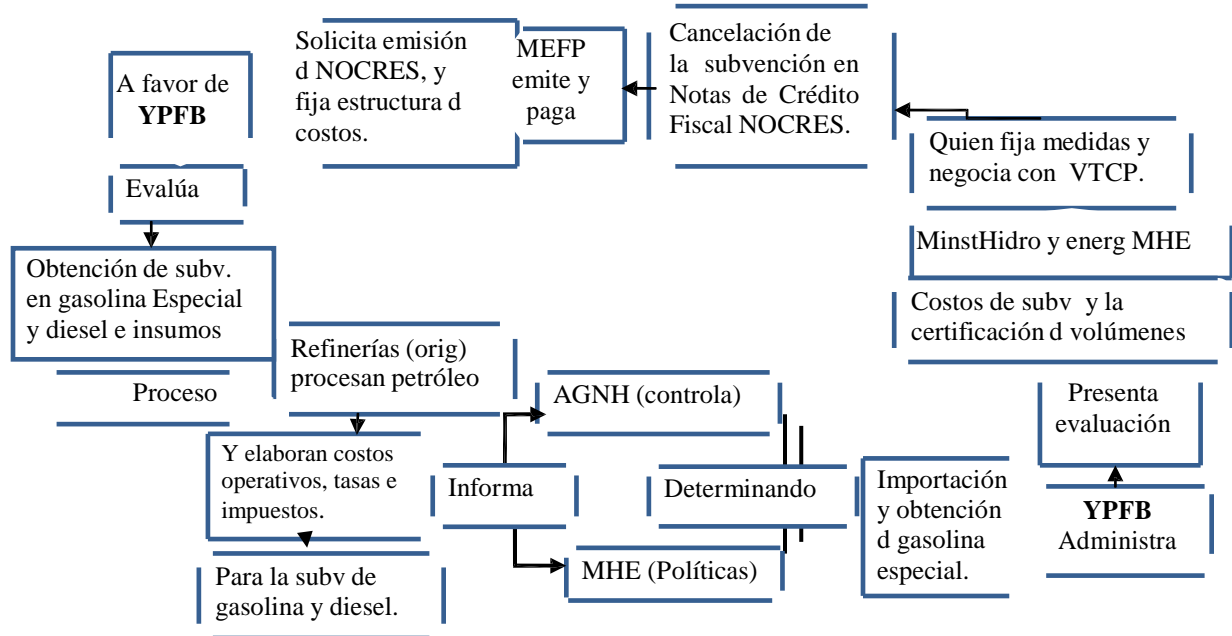 A favor de
YPFB
Solicita emisión
d NOCRES, y
fija estructura d
costos.
MEFP
emite y
paga
Cancelación de
la subvención en
Notas de Crédito
Fiscal NOCRES.
Quien fija medidas y
negocia con VTCP.
Evalúa
MinstHidro y energ MHE
Obtención de subv.
en gasolina Especial
y diesel e insumos
Costos de subv y la
certificación d volúmenes
Proceso
Refinerías (orig)
procesan petróleo
AGNH (controla)
Presenta
evaluación
Y elaboran costos
operativos, tasas e
impuestos.
Informa
Determinando
Importación
y obtención
d gasolina
especial.
YPFB
Administra
Para la subv de
gasolina y diesel.
MHE (Políticas)